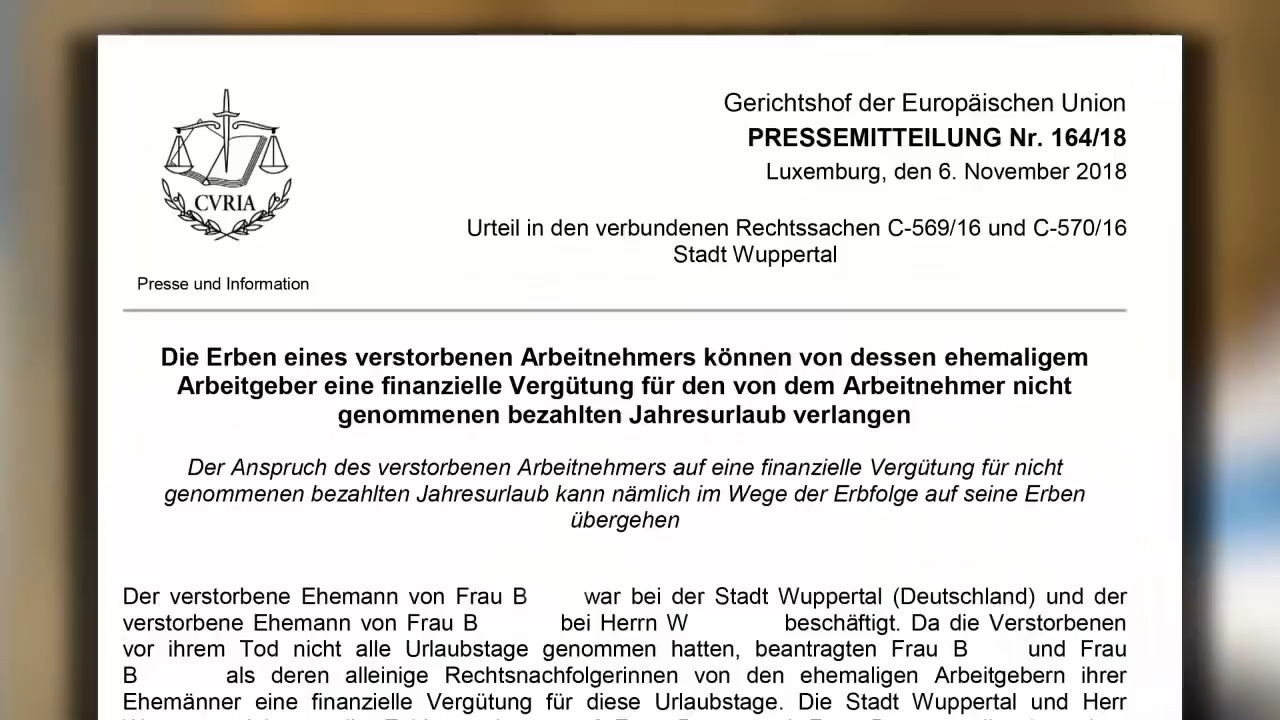 Gerichtshof der Europäischen Union
PRESSEMITTEILUNG Nr. 164/18
Luxemburg, den 6. November 2018
CVRIA
Urteil in den verbundenen Rechtssachen C-569/16 und C-570/16
Stadt Wuppertal
Presse und Information
Die Erben eines verstorbenen Arbeitnehmers können von dessen ehemaligem
Arbeitgeber eine finanzielle Vergütung für den von dem Arbeitnehmer nicht
genommenen bezahlten Jahresurlaub verlangen
Der Anspruch des verstorbenen Arbeitnehmers auf eine finanzielle Vergütung für nicht
genommenen bezahlten Jahresurlaub kann nämlich im Wege der Erbfolge auf seine Erben
übergehen
Der verstorbene Ehemann von Frau B war bei der Stadt Wuppertal (Deutschland) und der
verstorbene Ehemann von Frau B bei Herrn W beschäftigt. Da die Verstorbenen
vor ihrem Tod nicht alle Urlaubstage genommen hatten, beantragten Frau B und Frau
B als deren alleinige Rechtsnachfolgerinnen von den ehemaligen Arbeitgebern ihrer
Ehemänner eine finanzielle Vergütung für diese Urlaubstage. Die Stadt Wuppertal und Herr